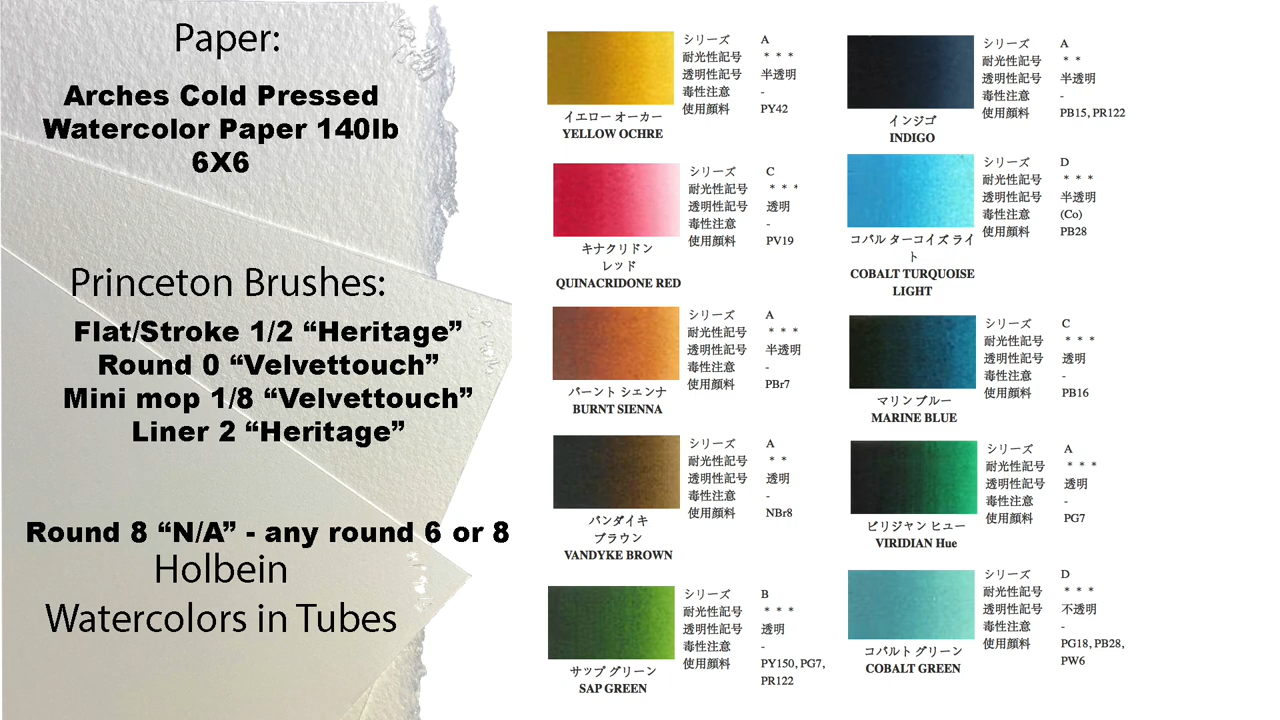 Paper:
Arches Cold Pressed
Watercolor Paper 140lb
6X6
Princeton Brushes:
Flat/Stroke 1/2 “Heritage”
Round 0 “Velvettouch”
Mini mop 1/8 “Velvettouch”
Liner 2 “Heritage”
Round 8 “N/A” - any round 6 or 8
Holbein
Watercolors in Tubes
シリーズ A
耐光性記号 * * *
透明性記号 半透明
毒性注意 -
使用顔料 PY42
イエロー オーカー
YELLOW OCHRE
シリーズ C
耐光性記号 * * *
透明性記号 透明
毒性注意 -
使用顔料 PV19
キナクリドン
レッド
QUINACRIDONE RED
シリーズ A
耐光性記号 * * *
透明性記号 半透明
毒性注意 -
使用顔料 PBr7
バーント シェンナ
BURNT SIENNA
シリーズ A
耐光性記号 * *
透明性記号 透明
毒性注意 -
使用顔料 NBr8
バンダイキ
ブラウン
VANDYKE BROWN
シリーズ B
耐光性記号 * * *
透明性記号 透明
毒性注意 -
使用顔料 PY150, PG7,
PR122
サップ グリーン
SAP GREEN
シリーズ A
耐光性記号 * *
透明性記号 半透明
毒性注意 -
使用顔料 PB15, PR122
インジゴ
INDIGO
シリーズ D
耐光性記号 * * *
透明性記号 半透明
毒性注意 (Co)
使用顔料 PB28
コバル ターコイズ ライ
ト
COBALT TURQUOISE
LIGHT
シリーズ C
耐光性記号 * * *
透明性記号 透明
毒性注意 -
使用顔料 PB16
マリン ブルー
MARINE BLUE
シリーズ A
耐光性記号 * * *
透明性記号 透明
毒性注意 -
使用顔料 PG7
ビリジャン ヒュー
VIRIDIAN Hue
シリーズ D
耐光性記号 * * *
透明性記号 不透明
毒性注意 -
使用顔料 PG18, PB28,
PW6
コバルト グリーン
COBALT GREEN